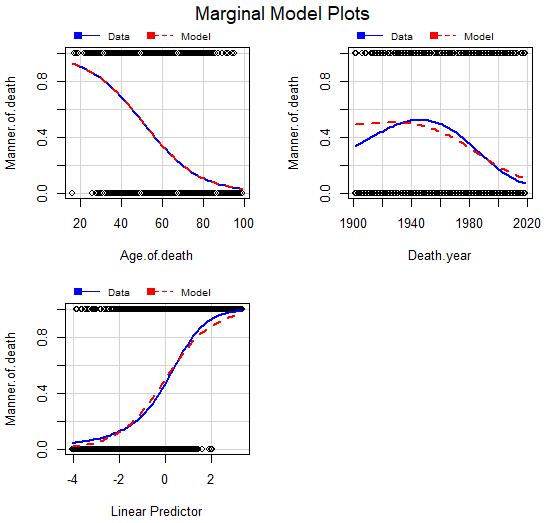 Marginal Model Plots
Data Model
Manner.of.death
0.0 0.4 0.8
20 40 60 80 100
Age.of.death
Data Model
Manner.of.death
0.0 0.4 0.8
1900 1940 1980 2020
Death.year
Data Model
Manner.of.death
0.0 0.4 0.8
-4 -2 0 2
Linear Predictor